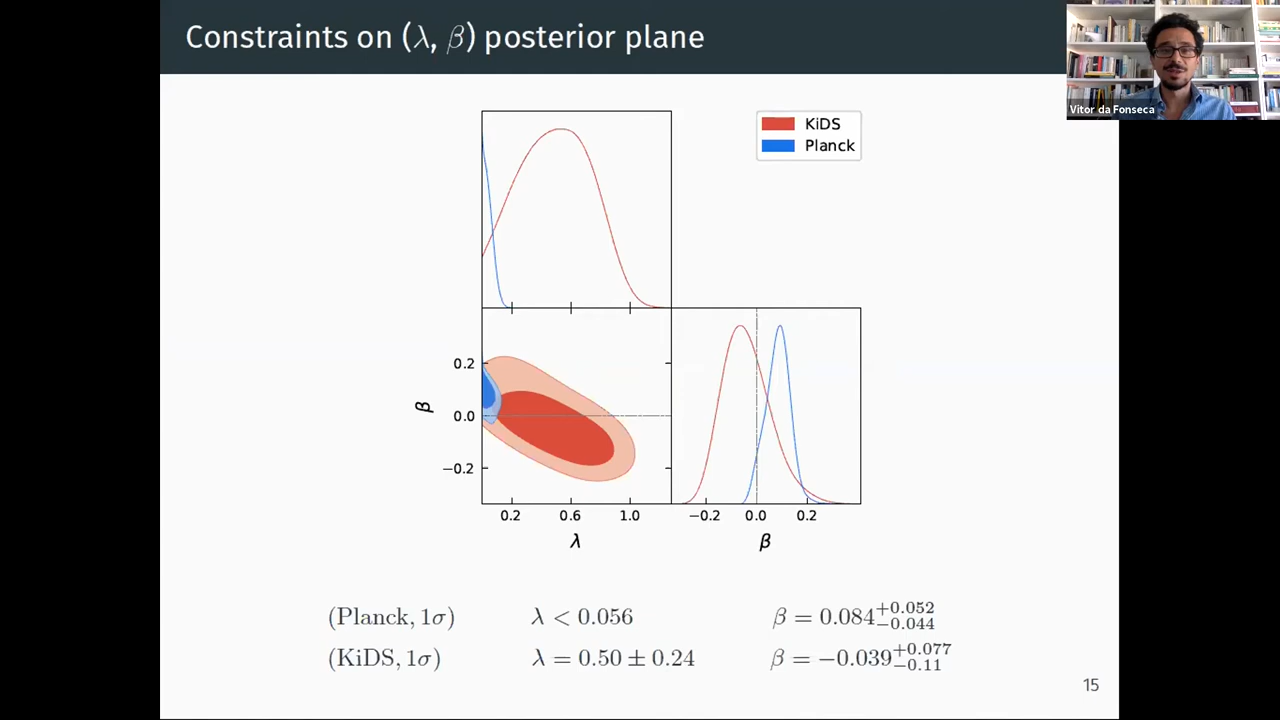 Constraints on (λ, β) posterior plane
Vitor da Fonseca
KiDS
Planck
0.2
0.0
−0.2
β
0.2 0.6 1.0
λ
−0.2 0.0 0.2
β
(Planck, 1σ) λ < 0.056 β = 0.084^{+0.052}_{−0.044}
(KiDS, 1σ) λ = 0.50 ± 0.24 β = −0.039^{+0.077}_{−0.11}
15